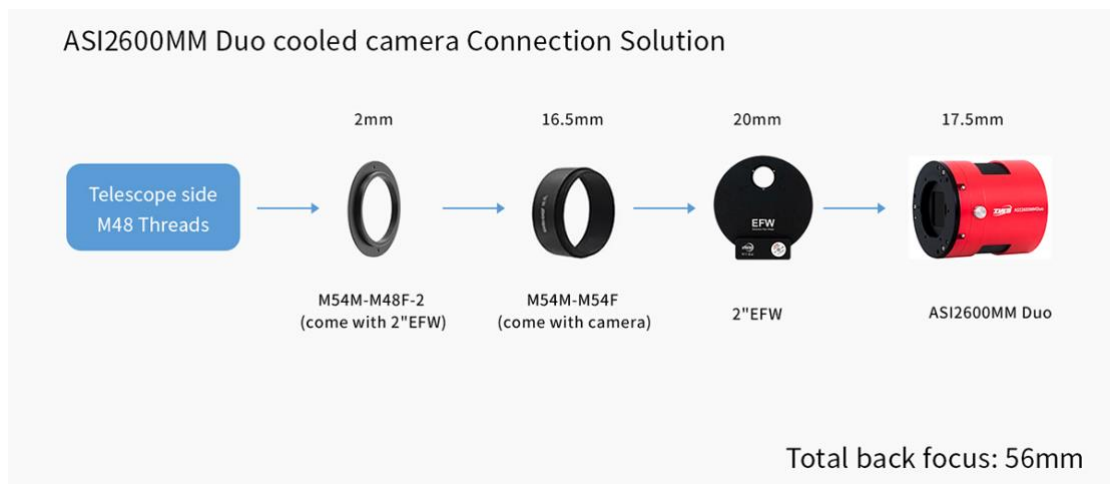 ASI2600MM Duo cooled camera Connection Solution
2mm
16.5mm
20mm
17.5mm
Telescope side
M48 Threads
EFW
M54M-M48F-2
(come with 2"EFW)
M54M-M54F
(come with camera)
2"EFW
ASI2600MM Duo
Total back focus: 56mm